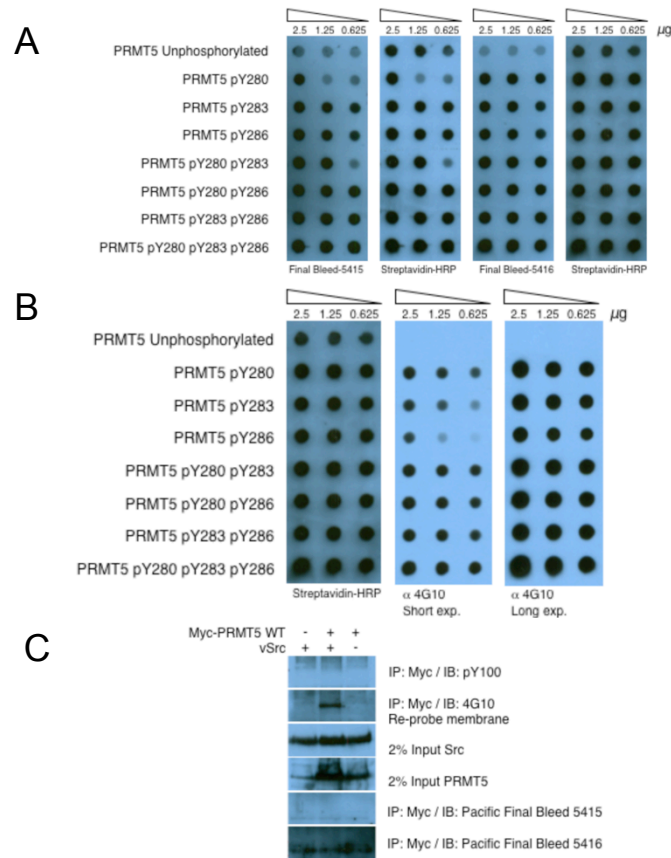 A
2.5 1.25 0.625 2.5 1.25 0.625 2.5 1.25 0.625 2.5 1.25 0.625 µg
PRMT5 Unphosphorylated
PRMT5 pY280
PRMT5 pY283
PRMT5 pY286
PRMT5 pY280 pY283
PRMT5 pY280 pY286
PRMT5 pY283 pY286
PRMT5 pY280 pY283 pY286
Final Bleed-5415 Streptavidin-HRP Final Bleed-5416 Streptavidin-HRP
B
2.5 1.25 0.625 2.5 1.25 0.625 2.5 1.25 0.625 µg
PRMT5 Unphosphorylated
PRMT5 pY280
PRMT5 pY283
PRMT5 pY286
PRMT5 pY280 pY283
PRMT5 pY280 pY286
PRMT5 pY283 pY286
PRMT5 pY280 pY283 pY286
Streptavidin-HRP α 4G10 α 4G10
Short exp. Long exp.
C
Myc-PRMT5 WT - + +
vSrc + + -
IP: Myc / IB: pY100
IP: Myc / IB: 4G10
Re-probe membrane
2% Input Src
2% Input PRMT5
IP: Myc / IB: Pacific Final Bleed 5415
IP: Myc / IB: Pacific Final Bleed 5416